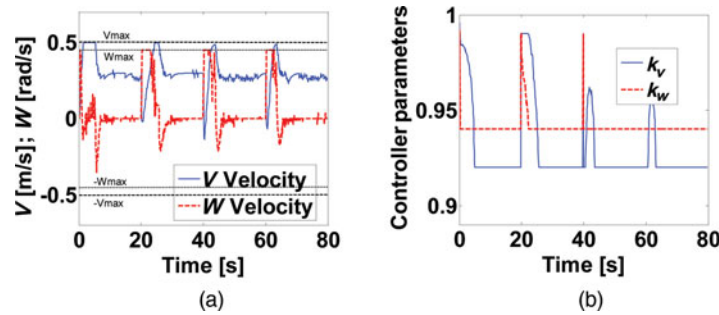 Vmax
0.5
Wmax
0
-0.5
-Wmax
-Vmax
V [m/s]; W [rad/s]
V Velocity
W Velocity
0 20 40 60 80
Time [s]
(a)
Controller parameters
0.95
0.9
k_v
k_w
0 20 40 60 80
Time [s]
(b)